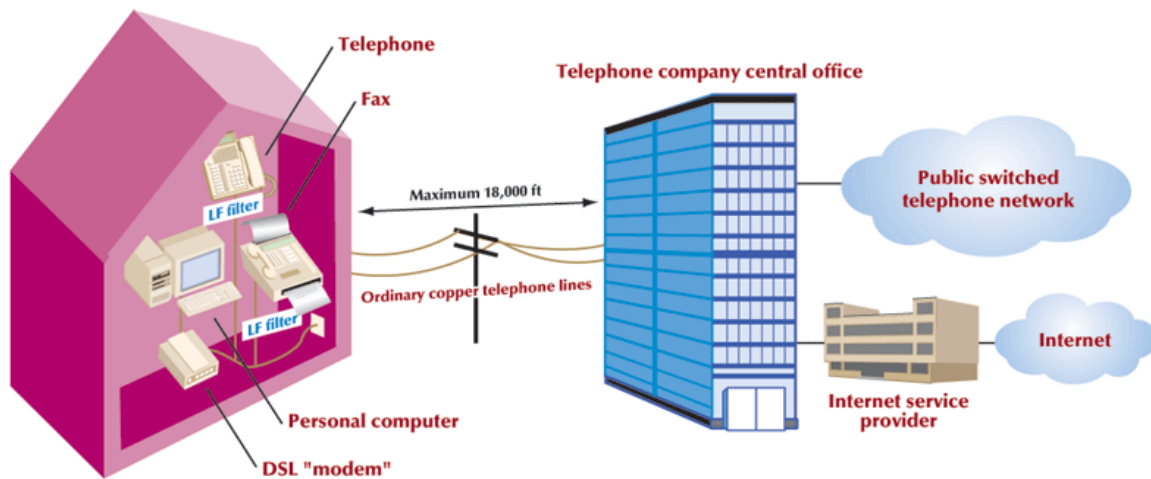 Telephone
Fax
Telephone company central office
Maximum 18,000 ft
Public switched
telephone network
LF filter
Ordinary copper telephone lines
LF filter
Internet
Personal computer
Internet service
provider
DSL "modem"